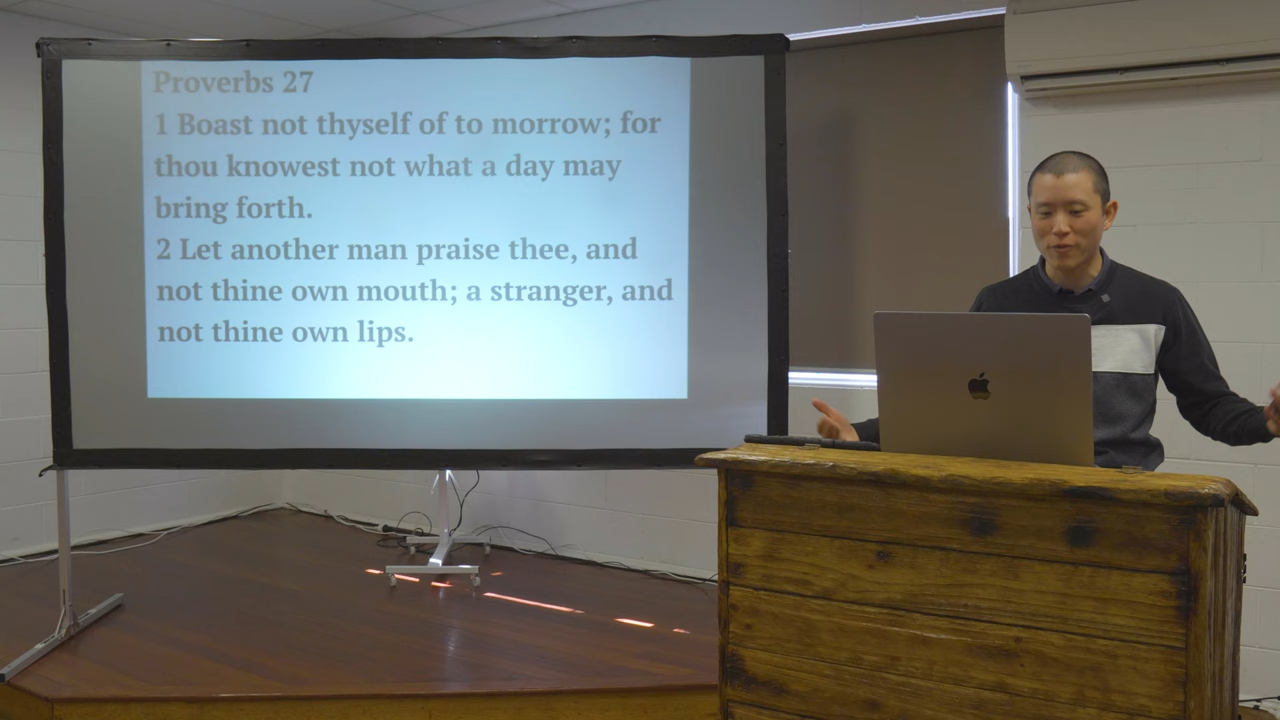 Proverbs 27
1 Boast not thyself of to morrow; for
thou knowest not what a day may
bring forth.
2 Let another man praise thee, and
not thine own mouth; a stranger, and
not thine own lips.